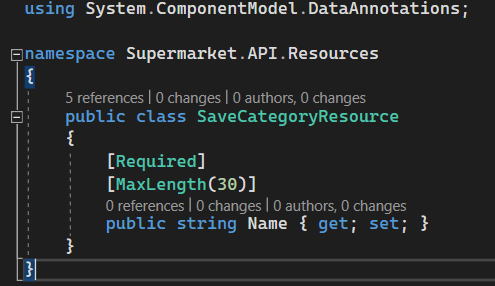 using System.ComponentModel.DataAnnotations;
namespace Supermarket.API.Resources
{
5 references | 0 changes | 0 authors, 0 changes
public class SaveCategoryResource
{
[Required]
[MaxLength(30)]
0 references | 0 changes | 0 authors, 0 changes
public string Name { get; set; }
}
}